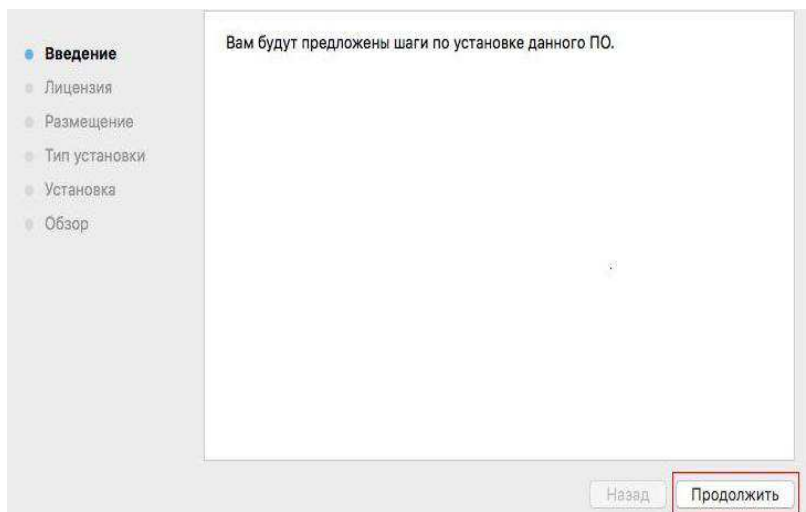 Введение
Лицензия
Размещение
Тип установки
Установка
Обзор
Вам будут предложены шаги по установке данного ПО.
Назад
Продолжить